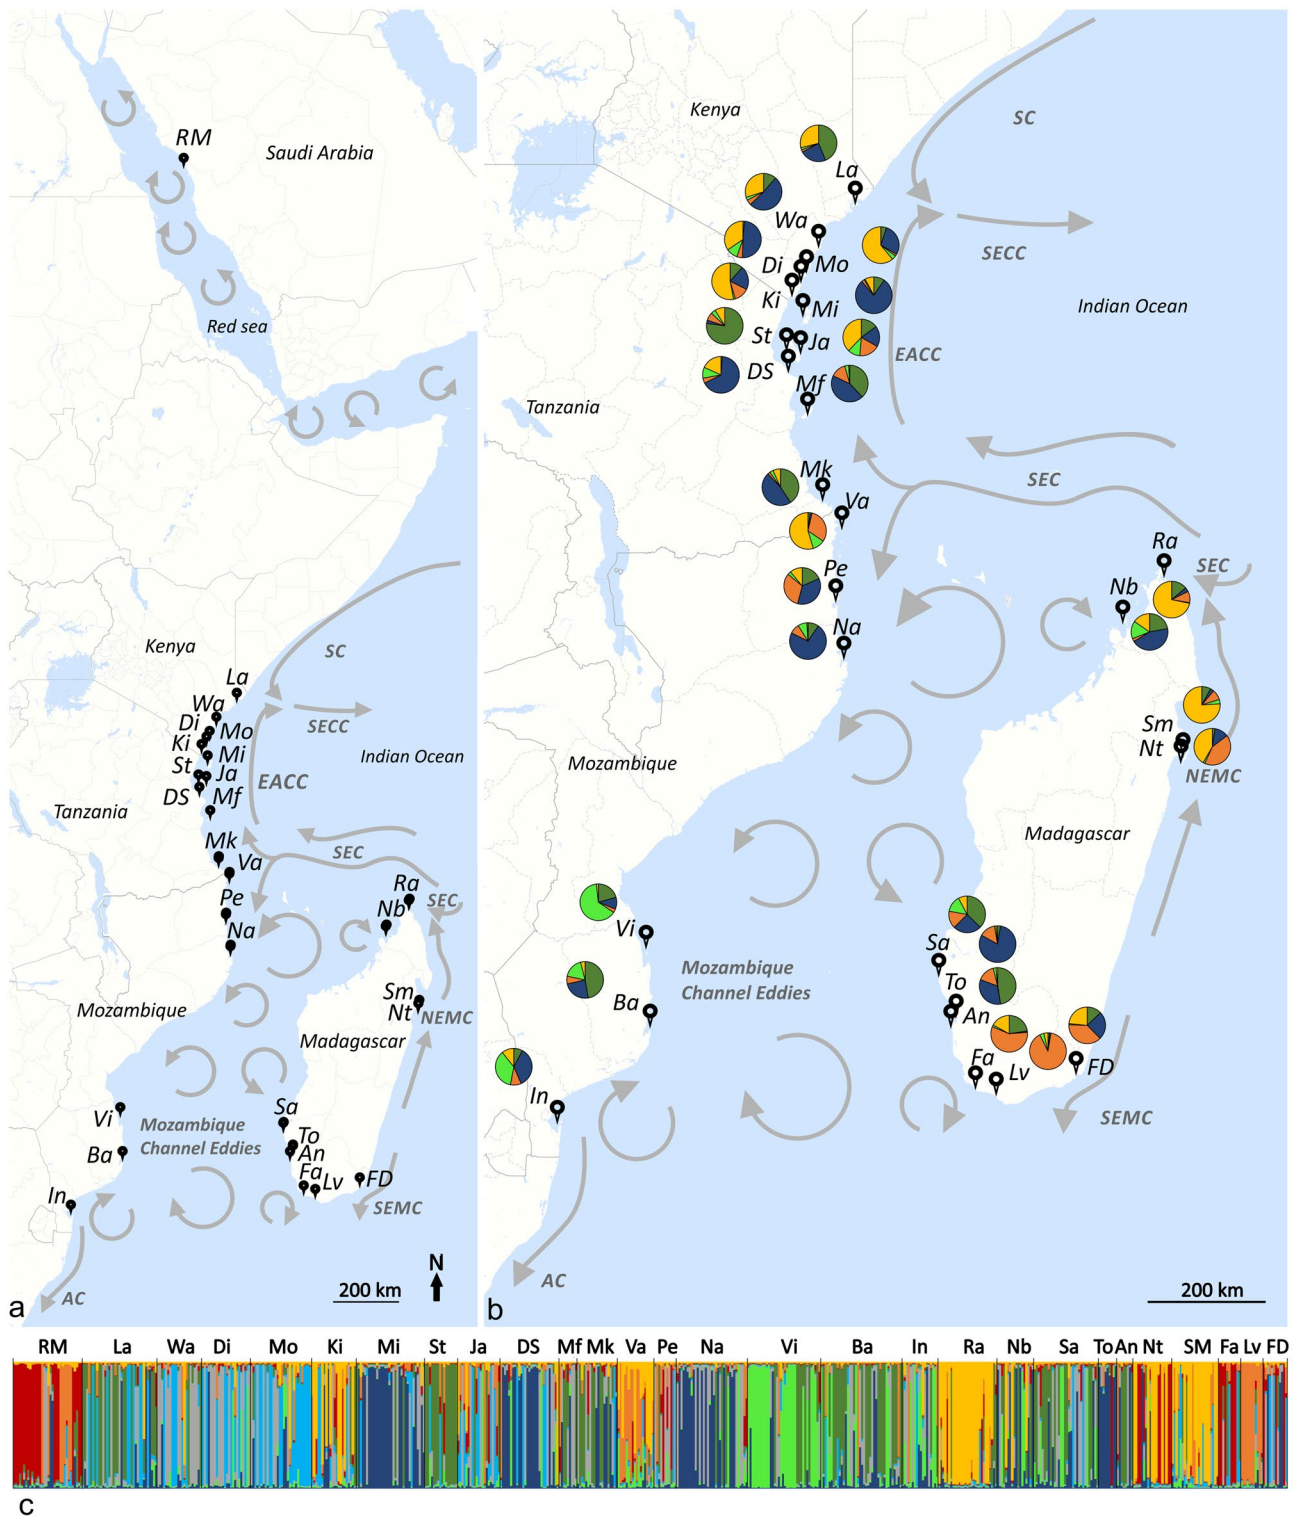 RM
Saudi Arabia
Red sea
Kenya
SC
La
Wa
SECC
Di
Mo
Ki
Mi
Indian Ocean
St
Ja
EACC
DS
Mf
Tanzania
Mk
SEC
Va
Pe
Ra
SEC
Nb
Na
Sm
Nt
NEMC
Mozambique
Madagascar
Vi
Sa
Mozambique
Channel Eddies
To
An
Ba
Fa
Lv
FD
In
SEMC
AC
N
200 km
a
Kenya
SC
La
Wa
SECC
Di
Mo
Ki
Mi
Indian Ocean
St
Ja
EACC
DS
Mf
Tanzania
Mk
SEC
Va
Ra
SEC
Pe
Nb
Na
Sm
Nt
NEMC
Mozambique
Madagascar
Vi
Sa
Mozambique
Channel Eddies
To
Ba
An
Fa
Lv
FD
In
SEMC
AC
200 km
b
RM La Wa Di Mo Ki Mi St Ja DS Mf Mk Va Pe Na Vi Ba In Ra Nb Sa To An Nt SM Fa Lv FD
c